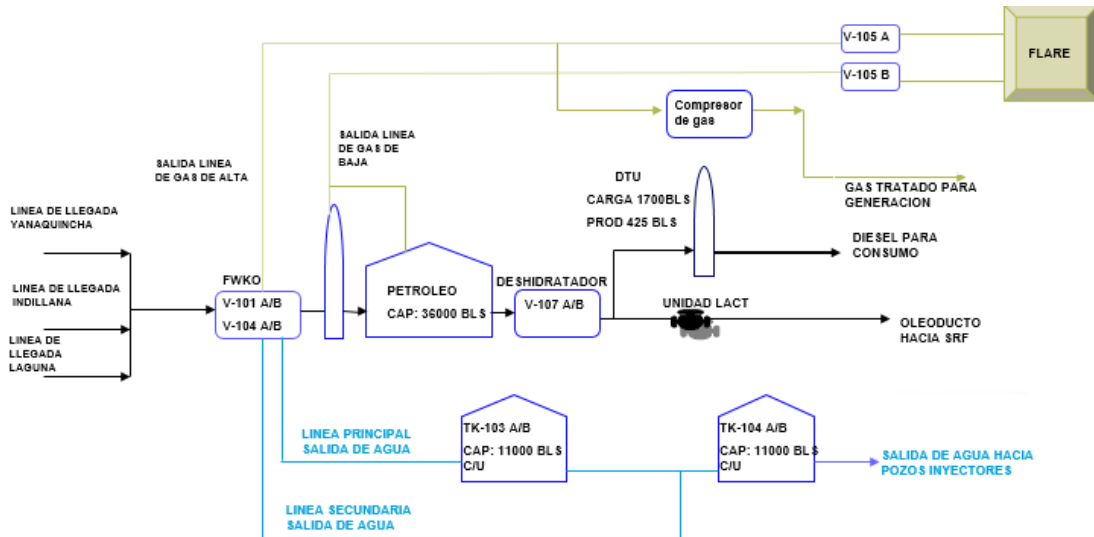 V-105 A
V-105 B
FLARE
Compresor
de gas
SALIDA LINEA
DE GAS DE
BAJA
SALIDA LINEA
DE GAS DE ALTA
DTU
CARGA 1700BLS
PROD 425 BLS
GAS TRATADO PARA
GENERACION
LINEA DE LLEGADA
YANAQUINCHA
DIESEL PARA
CONSUMO
FWKO
V-101 A/B
V-104 A/B
PETROLEO
CAP: 36000 BLS
DESHIDRATADOR
V-107 A/B
UNIDAD LACT
LINEA DE LLEGADA
INDILLANA
OLEODUCTO
HACIA SRF
LINEA DE
LLEGADA
LAGUNA
LINEA PRINCIPAL
SALIDA DE AGUA
TK-103 A/B
CAP: 11000 BLS
C/U
TK-104 A/B
CAP: 11000 BLS
C/U
SALIDA DE AGUA HACIA
POZOS INYECTORES
LINEA SECUNDARIA
SALIDA DE AGUA